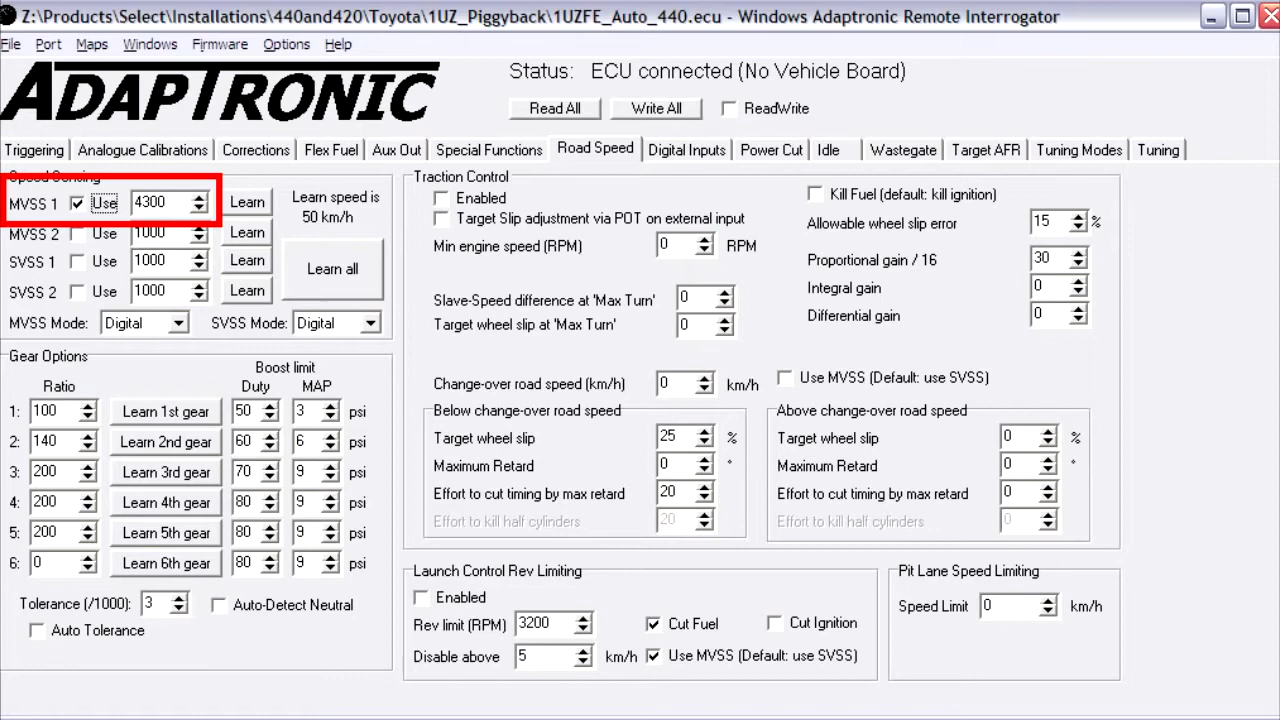 Z:\Products\Select\Installations\440and420\Toyota\1UZ_Piggyback\1UZFE_Auto_440.ecu - Windows Adaptronic Remote Interrogator
File Port Maps Windows Firmware Options Help
ADAPTRONIC
Status: ECU connected (No Vehicle Board)
Read All Write All ReadWrite
Triggering Analogue Calibrations Corrections Flex Fuel Aux Out Special Functions Road Speed Digital Inputs Power Cut Idle Wastegate Target AFR Tuning Modes Tuning
Speed Sensing
MVSS 1 Use 4300 Learn
MVSS 2 Use 1000 Learn
SVSS 1 Use 1000 Learn
SVSS 2 Use 1000 Learn
Learn speed is
50 km/h
Learn all
MVSS Mode: Digital SVSS Mode: Digital
Gear Options
Boost limit
Ratio Duty MAP
1: 100 Learn 1st gear 50 3 psi
2: 140 Learn 2nd gear 60 6 psi
3: 200 Learn 3rd gear 70 9 psi
4: 200 Learn 4th gear 80 9 psi
5: 200 Learn 5th gear 80 9 psi
6: 0 Learn 6th gear 80 9 psi
Tolerance (/1000): 3 Auto-Detect Neutral
Auto Tolerance
Traction Control
Enabled
Target Slip adjustment via POT on external input
Min engine speed (RPM) 0 RPM
Slave-Speed difference at 'Max Turn' 0
Target wheel slip at 'Max Turn' 0
Kill Fuel (default: kill ignition)
Allowable wheel slip error 15 %
Proportional gain / 16 30
Integral gain 0
Differential gain 0
Change-over road speed (km/h) 0 km/h Use MVSS (Default: use SVSS)
Below change-over road speed
Target wheel slip 25 %
Maximum Retard 0 °
Effort to cut timing by max retard 20
Effort to kill half cylinders 20
Above change-over road speed
Target wheel slip 0 %
Maximum Retard 0 °
Effort to cut timing by max retard 0
Effort to kill half cylinders 0
Launch Control Rev Limiting
Enabled
Rev limit (RPM) 3200 Cut Fuel Cut Ignition
Disable above 5 km/h Use MVSS (Default: use SVSS)
Pit Lane Speed Limiting
Speed Limit 0 km/h